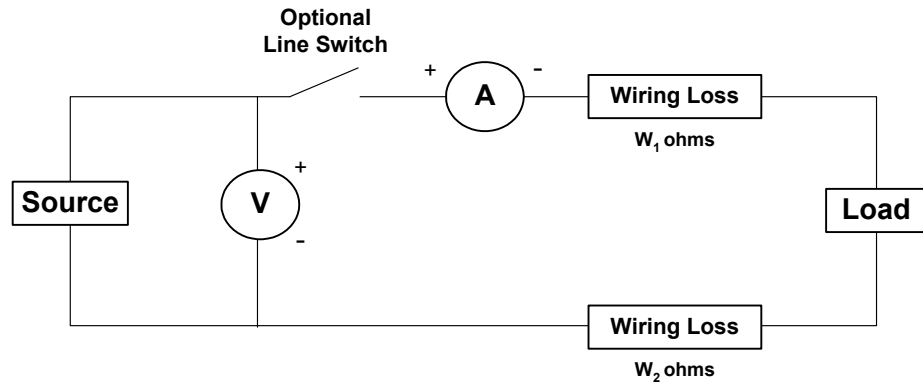 Optional
Line Switch
+
A
-
Wiring Loss
W₁ ohms
Source
V
+
-
Load
Wiring Loss
W₂ ohms